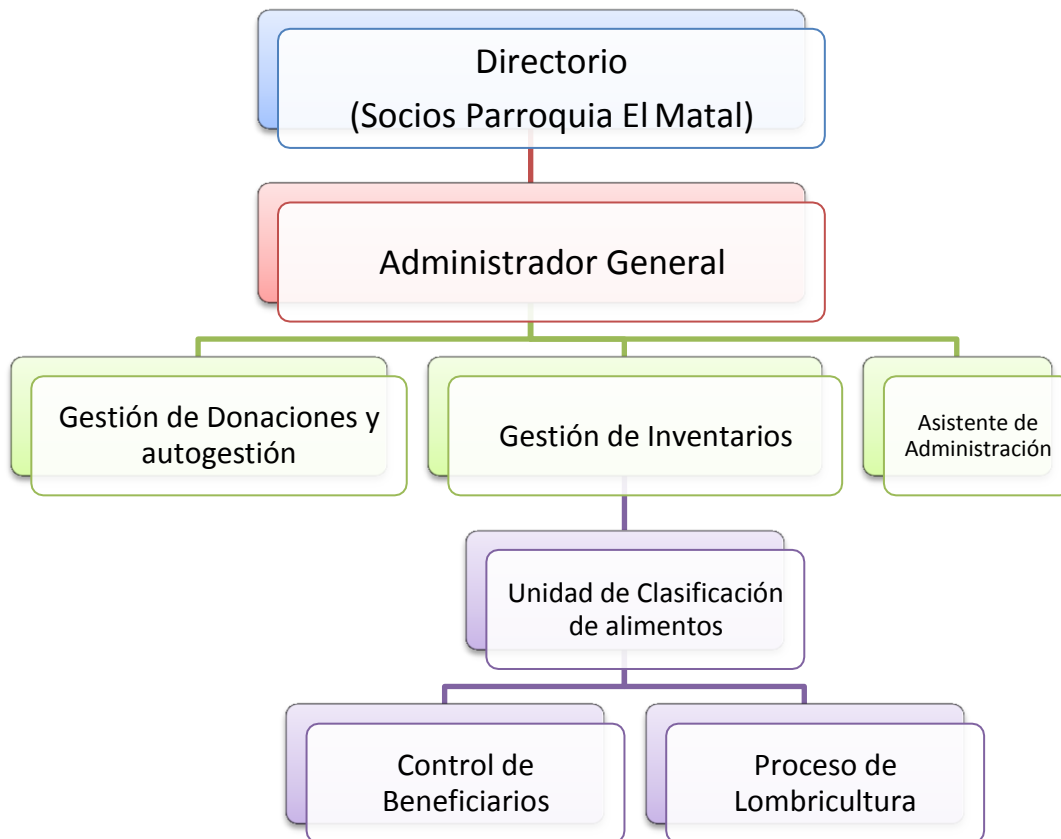 Directorio
(Socios Parroquia El Matal)
Administrador General
Gestión de Donaciones y
autogestión
Gestión de Inventarios
Asistente de
Administración
Unidad de Clasificación
de alimentos
Control de
Beneficiarios
Proceso de
Lombricultura